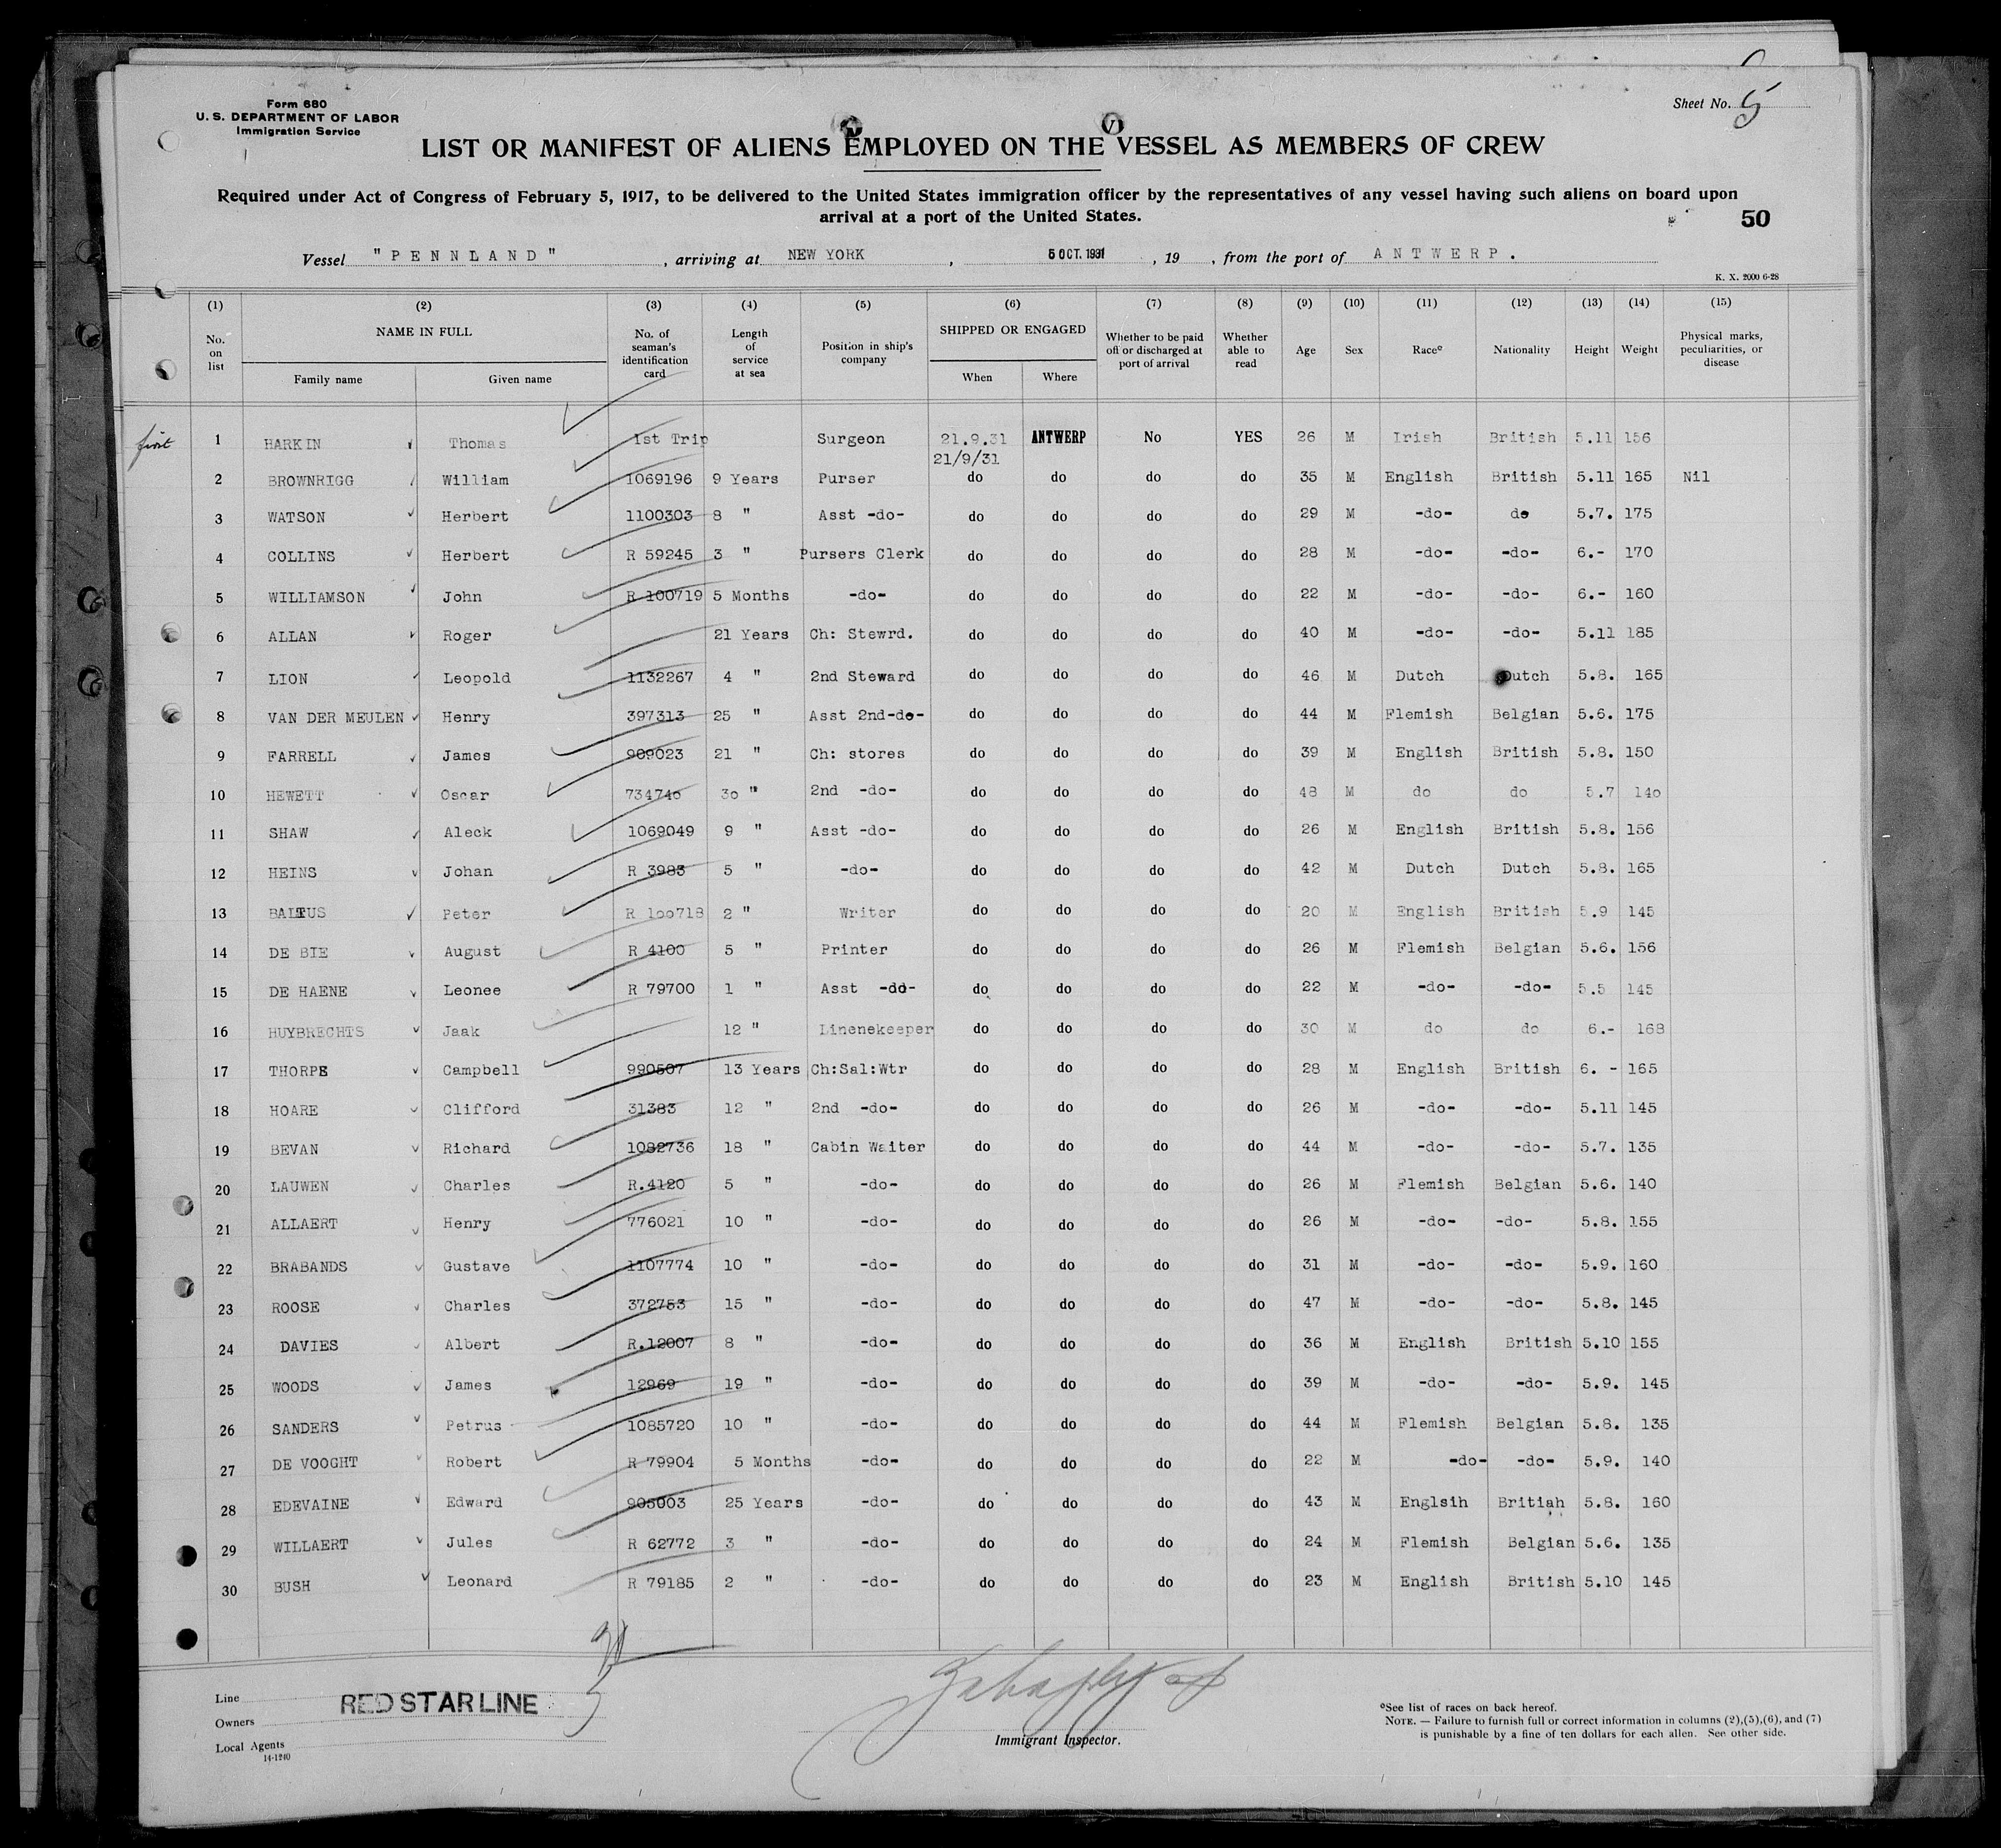 Form 680
U. S. DEPARTMENT OF LABOR
Immigration Service
Sheet No. 5
LIST OR MANIFEST OF ALIENS EMPLOYED ON THE VESSEL AS MEMBERS OF CREW
Required under Act of Congress of February 5, 1917, to be delivered to the United States immigration officer by the representatives of any vessel having such aliens on board upon
arrival at a port of the United States.
50
Vessel "PENNLAND", arriving at NEW YORK, 5 OCT. 1931, 19 , from the port of ANTWERP.
K. X. 2000 6-28
(1) (2) (3) (4) (5) (6) (7) (8) (9) (10) (11) (12) (13) (14) (15)
No. on list NAME IN FULL Family name Given name No. of seaman's identification card Length of service at sea Position in ship's company SHIPPED OR ENGAGED When Where Whether to be paid off or discharged at port of arrival Whether able to read Age Sex Race° Nationality Height Weight Physical marks, peculiarities, or disease
first 1 HARKIN Thomas 1st Trip Surgeon 21.9.31 ANTWERP No YES 26 M Irish British 5.11 156
21/9/31
2 BROWNRIGG William 1069196 9 Years Purser do do do do 35 M English British 5.11 165 Nil
3 WATSON Herbert 1100303 8 " Asst -do- do do do do 29 M -do- do 5.7. 175
4 COLLINS Herbert R 59245 3 " Pursers Clerk do do do do 28 M -do- -do- 6.- 170
5 WILLIAMSON John R 100719 5 Months -do- do do do do 22 M -do- -do- 6.- 160
6 ALLAN Roger 21 Years Ch: Stewrd. do do do do 40 M -do- -do- 5.11 185
7 LION Leopold 1132267 4 " 2nd Steward do do do do 46 M Dutch Dutch 5.8. 165
8 VAN DER MEULEN Henry 397313 25 " Asst 2nd-do- do do do do 44 M Flemish Belgian 5.6. 175
9 FARRELL James 909023 21 " Ch: stores do do do do 39 M English British 5.8. 150
10 HEWETT Oscar 734740 30 " 2nd -do- do do do do 48 M do do 5.7 140
11 SHAW Aleck 1069049 9 " Asst -do- do do do do 26 M English British 5.8. 156
12 HEINS Johan R 3983 5 " -do- do do do do 42 M Dutch Dutch 5.8. 165
13 BALTUS Peter R 100718 2 " Writer do do do do 20 M English British 5.9 145
14 DE BIE August R 4100 5 " Printer do do do do 26 M Flemish Belgian 5.6. 156
15 DE HAENE Leonee R 79700 1 " Asst -do- do do do do 22 M -do- -do- 5.5 145
16 HUYBRECHTS Jaak 12 " Linenekeeper do do do do 30 M do do 6.- 168
17 THORPE Campbell 990507 13 Years Ch:Sal:Wtr do do do do 28 M English British 6. - 165
18 HOARE Clifford 31383 12 " 2nd -do- do do do do 26 M -do- -do- 5.11 145
19 BEVAN Richard 1082736 18 " Cabin Waiter do do do do 44 M -do- -do- 5.7. 135
20 LAUWEN Charles R.4120 5 " -do- do do do do 26 M Flemish Belgian 5.6. 140
21 ALLAERT Henry 776021 10 " -do- do do do do 26 M -do- -do- 5.8. 155
22 BRABANDS Gustave 1107774 10 " -do- do do do do 31 M -do- -do- 5.9. 160
23 ROOSE Charles 372753 15 " -do- do do do do 47 M -do- -do- 5.8. 145
24 DAVIES Albert R.12007 8 " -do- do do do do 36 M English British 5.10 155
25 WOODS James 12969 19 " -do- do do do do 39 M -do- -do- 5.9. 145
26 SANDERS Petrus 1085720 10 " -do- do do do do 44 M Flemish Belgian 5.8. 135
27 DE VOOGHT Robert R 79904 5 Months -do- do do do do 22 M -do- -do- 5.9. 140
28 EDEVAINE Edward 903003 25 Years -do- do do do do 43 M Englsih Britiah 5.8. 160
29 WILLAERT Jules R 62772 3 " -do- do do do do 24 M Flemish Belgian 5.6. 135
30 BUSH Leonard R 79185 2 " -do- do do do do 23 M English British 5.10 145
Line
RED STAR LINE
Owners
Local Agents
14-1240
Immigrant Inspector.
°See list of races on back hereof.
NOTE. — Failure to furnish full or correct information in columns (2),(5),(6), and (7)
is punishable by a fine of ten dollars for each alien. See other side.